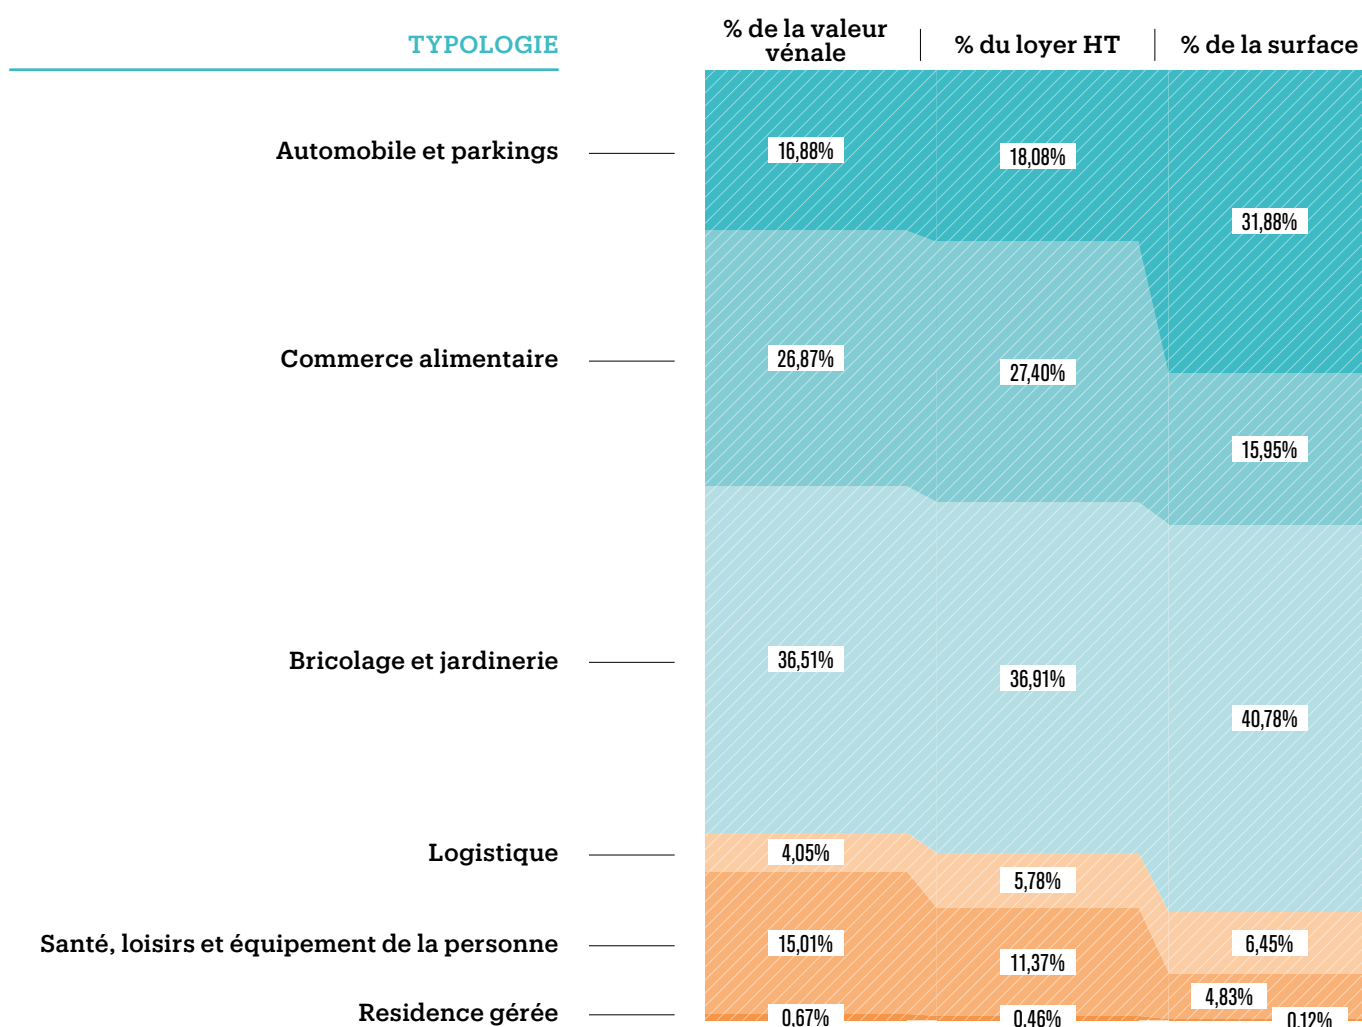 TYPOLOGIE
% de la valeur
vénale
% du loyer HT
% de la surface
Automobile et parkings
16,88%
18,08%
31,88%
Commerce alimentaire
26,87%
27,40%
15,95%
Bricolage et jardinerie
36,51%
36,91%
40,78%
Logistique
4,05%
5,78%
6,45%
Santé, loisirs et équipement de la personne
15,01%
11,37%
4,83%
Residence gérée
0,67%
0,46%
0,12%